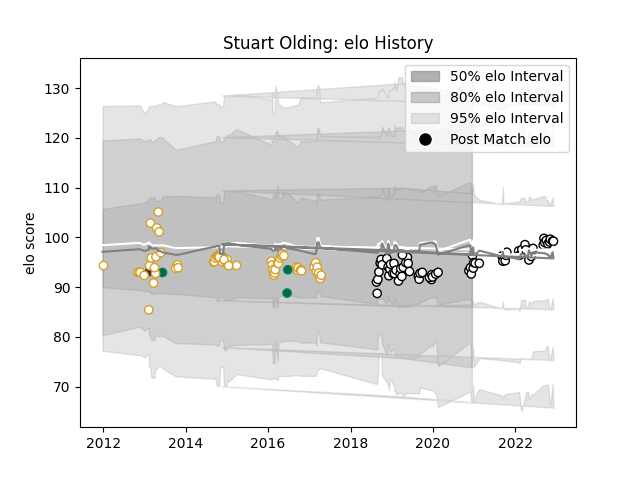 Stuart Olding: elo History
50% elo Interval
80% elo Interval
95% elo Interval
Post Match elo
elo score
130
120
110
100
90
80
70
2012
2014
2016
2018
2020
2022